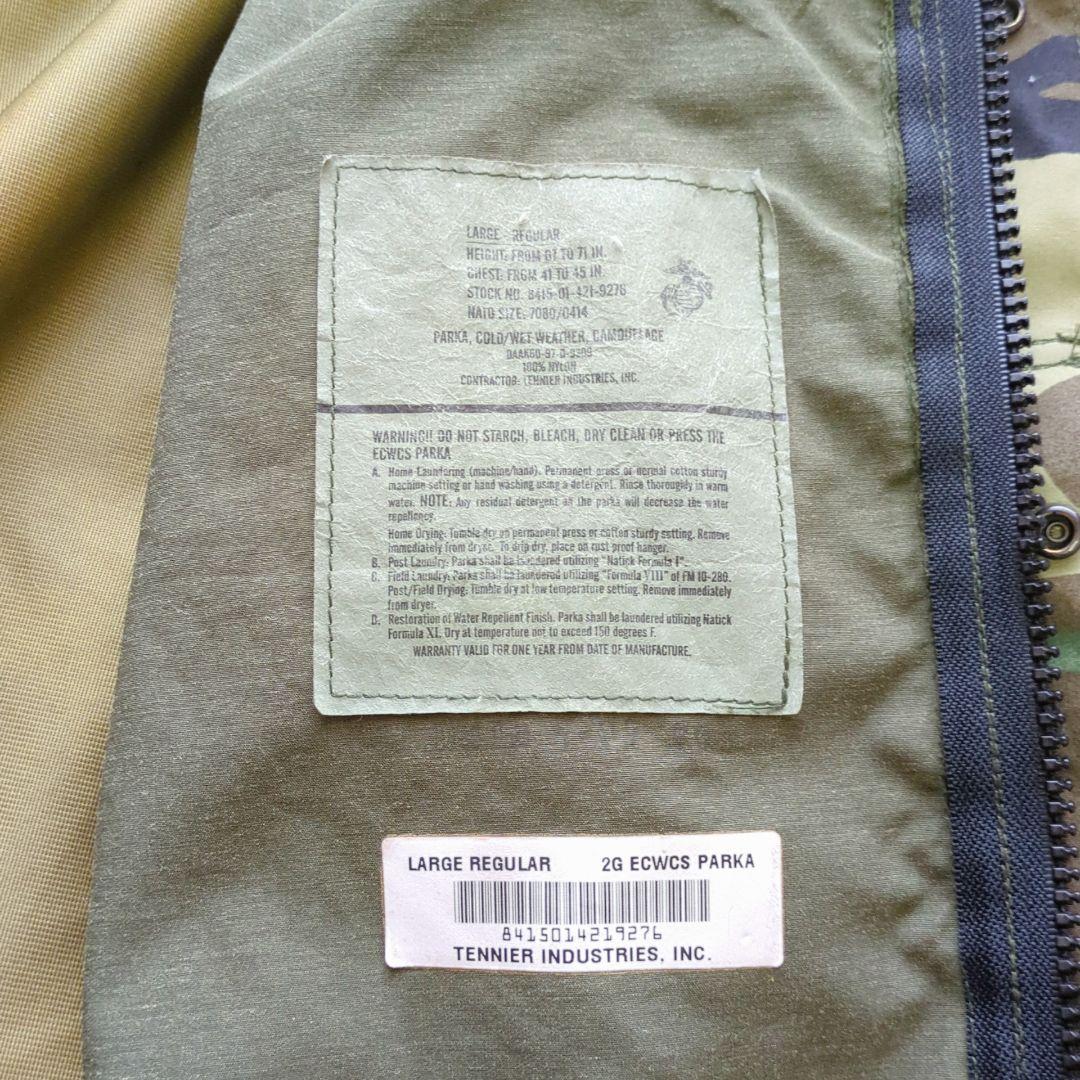 LARGE REGULAR
HEIGHT: FROM 67 TO 71 IN.
CHEST: FROM 41 TO 45 IN.
STOCK NO. 8415-01-421-9276
NATO SIZE: 7080/0414
PARKA, COLD/WET WEATHER, CAMOUFLAGE
100% NYLON
CONTRACTOR: TENNIER INDUSTRIES, INC.
WARNING!! DO NOT STARCH, BLEACH, DRY CLEAN OR PRESS THE
ECWCS PARKA
A. Home Laundering (machine/hand). Permanent press or normal cotton sturdy
machine setting or hand washing using a detergent. Rinse thoroughly in warm
water. NOTE: Any residual detergent on the parka will decrease the water
repellency.
Home Drying: Tumble dry on permanent press or cotton sturdy setting. Remove
immediately from dryer. To drip dry, place on rust proof hanger.
B. Post Laundry: Parka shall be laundered utilizing "Natick Formula I".
C. Field Laundry: Parka shall be laundered utilizing "Formula VIII" of FM 10-280.
Post/Field Drying: Tumble dry at low temperature setting. Remove immediately
from dryer.
D. Restoration of Water Repellent Finish. Parka shall be laundered utilizing Natick
Formula XI. Dry at temperature not to exceed 150 degrees F.
WARRANTY VALID FOR ONE YEAR FROM DATE OF MANUFACTURE.
LARGE REGULAR 2G ECWCS PARKA
8415014219276
TENNIER INDUSTRIES, INC.